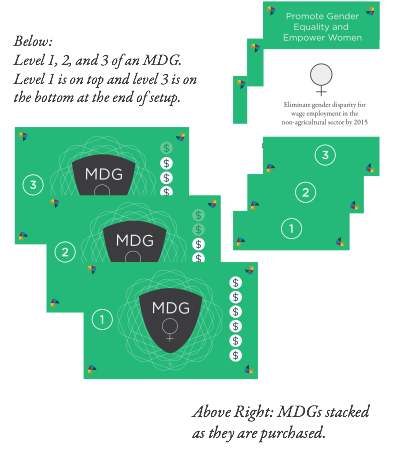 Promote Gender
Equality and
Empower Women
Below:
Level 1, 2, and 3 of an MDG.
Level 1 is on top and level 3 is on
the bottom at the end of setup.
Eliminate gender disparity for
wage employment in the
non-agricultural sector by 2015
3
2
1
$
$
$
$
MDG
3
$
$
$
$
MDG
2
$
$
$
$
$
$
MDG
1
Above Right: MDGs stacked
as they are purchased.